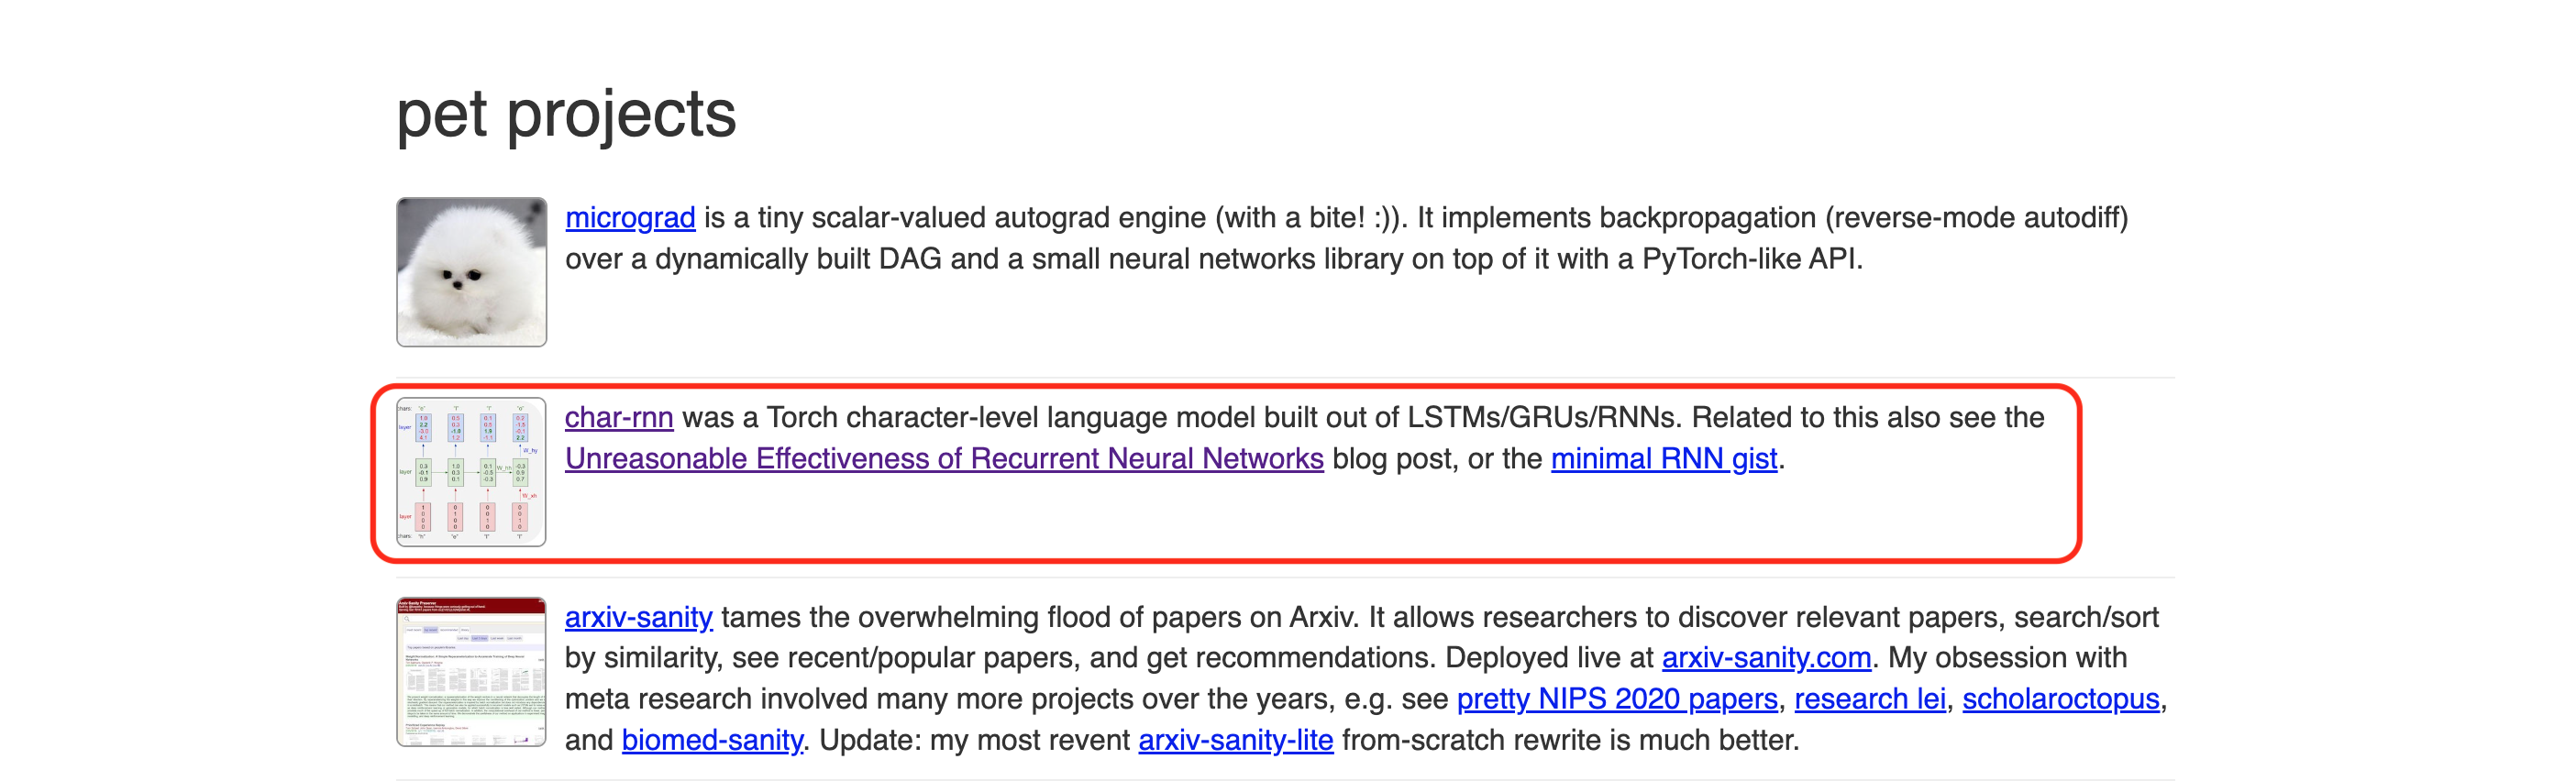 pet projects
micrograd is a tiny scalar-valued autograd engine (with a bite! :)). It implements backpropagation (reverse-mode autodiff)
over a dynamically built DAG and a small neural networks library on top of it with a PyTorch-like API.
char-rnn was a Torch character-level language model built out of LSTMs/GRUs/RNNs. Related to this also see the
Unreasonable Effectiveness of Recurrent Neural Networks blog post, or the minimal RNN gist.
arxiv-sanity tames the overwhelming flood of papers on Arxiv. It allows researchers to discover relevant papers, search/sort
by similarity, see recent/popular papers, and get recommendations. Deployed live at arxiv-sanity.com. My obsession with
meta research involved many more projects over the years, e.g. see pretty NIPS 2020 papers, research lei, scholaroctopus,
and biomed-sanity. Update: my most revent arxiv-sanity-lite from-scratch rewrite is much better.